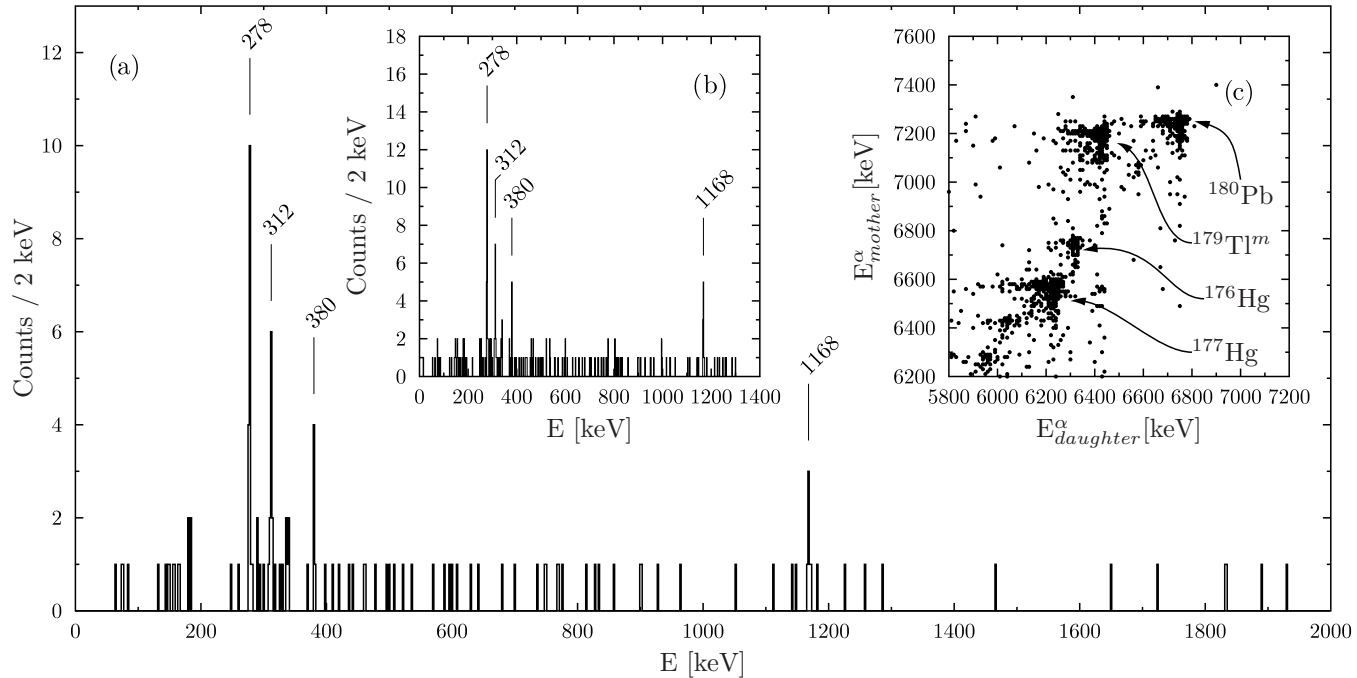 (a)
278
312
380
1168
Counts / 2 keV
0
2
4
6
8
10
12
0 200 400 600 800 1000 1200 1400 1600 1800 2000
E [keV]
(b)
278
312
380
1168
Counts / 2 keV
18
16
14
12
10
8
6
4
2
0
0 200 400 600 800 1000 1200 1400
E [keV]
(c)
E^α_mother [keV]
7600
7400
7200
7000
6800
6600
6400
6200
5800 6000 6200 6400 6600 6800 7000 7200
E^α_daughter [keV]
¹⁸⁰Pb
¹⁷⁹Tlᵐ
¹⁷⁶Hg
¹⁷⁷Hg